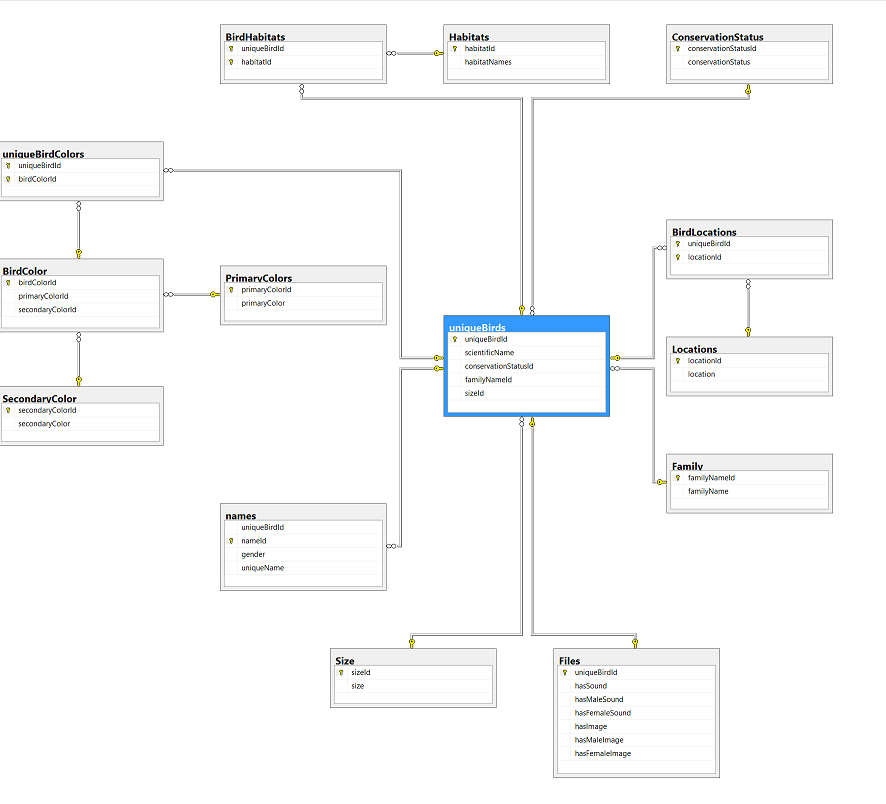 BirdHabitats
uniqueBirdId
habitatId
Habitats
habitatId
habitatNames
ConservationStatus
conservationStatusId
conservationStatus
uniqueBirdColors
uniqueBirdId
birdColorId
BirdLocations
uniqueBirdId
locationId
BirdColor
birdColorId
primaryColorId
secondaryColorId
PrimaryColors
primaryColorId
primaryColor
uniqueBirds
uniqueBirdId
scientificName
conservationStatusId
familyNameId
sizeId
Locations
locationId
location
SecondaryColor
secondaryColorId
secondaryColor
Family
familyNameId
familyName
names
uniqueBirdId
nameId
gender
uniqueName
Size
sizeId
size
Files
uniqueBirdId
hasSound
hasMaleSound
hasFemaleSound
hasImage
hasMaleImage
hasFemaleImage